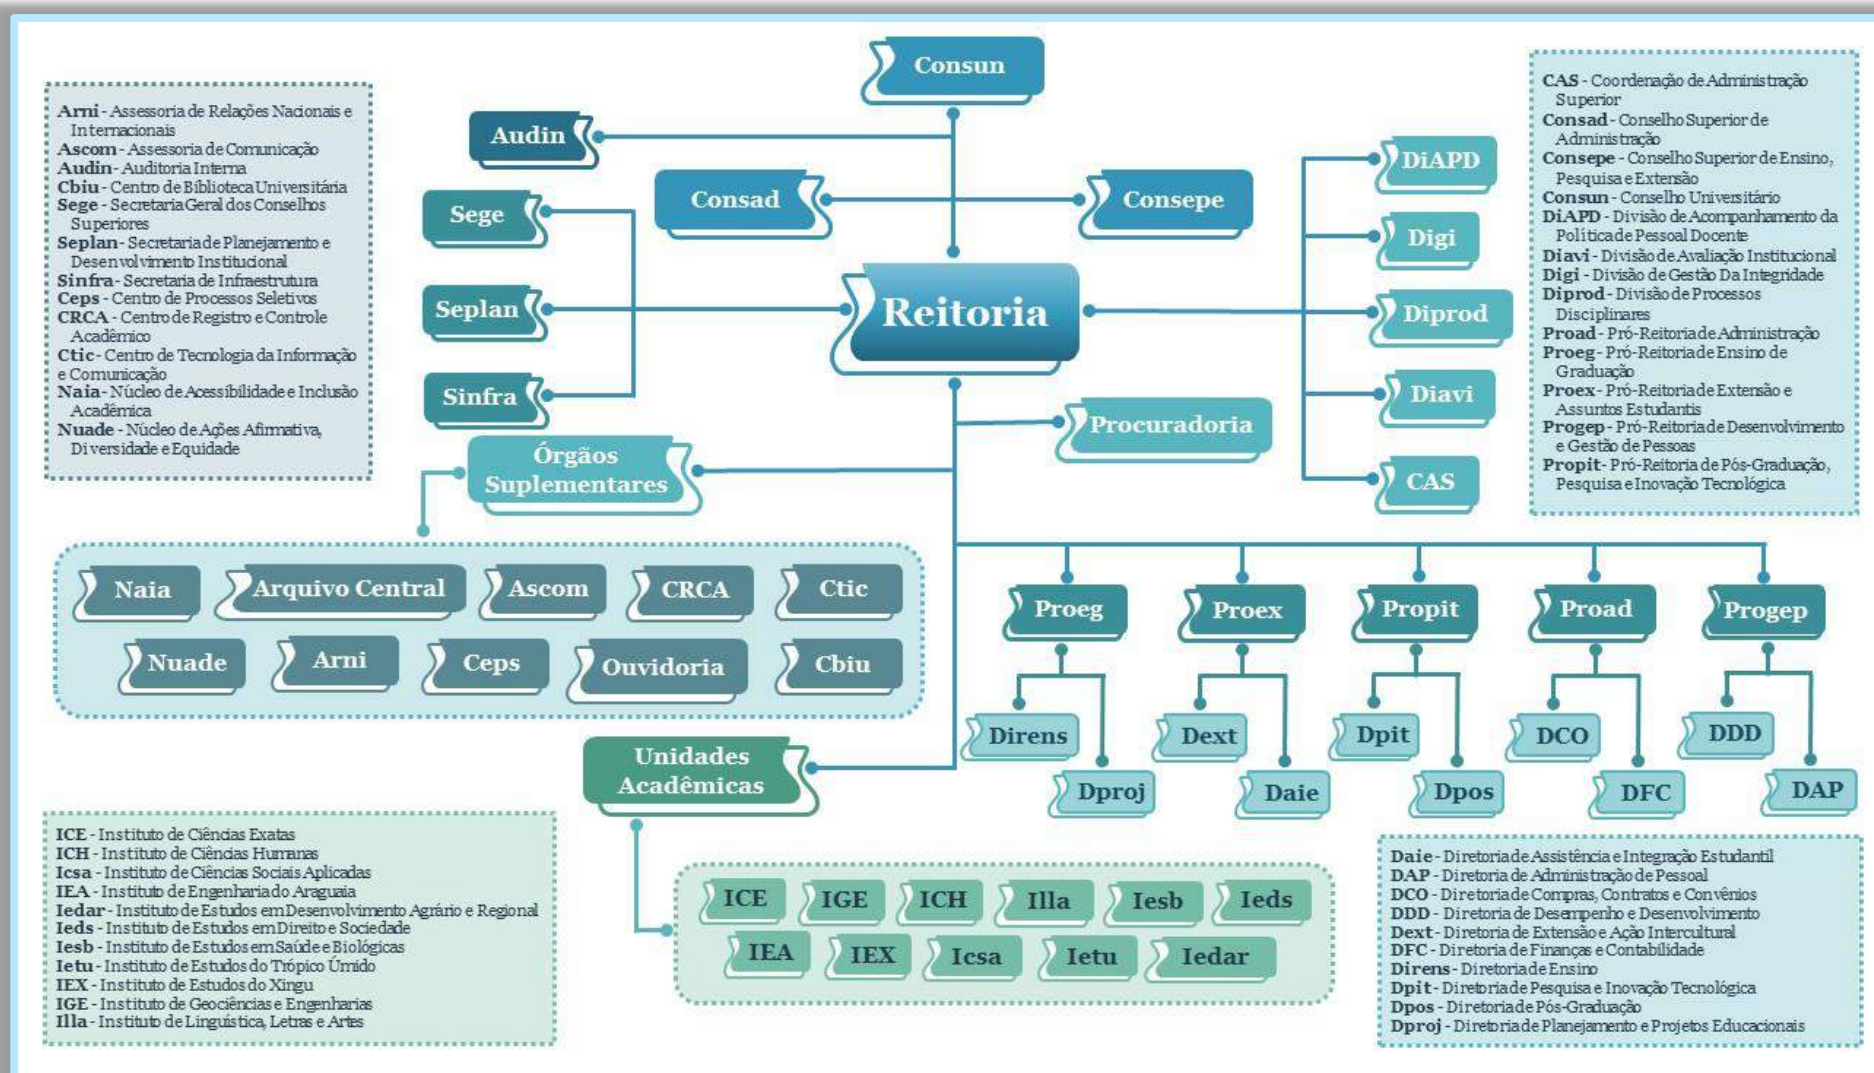 Consun
Audin
Consad
Consepe
Sege
Seplan
Sinfra
Reitoria
DiAPD
Digi
Diprod
Diavi
CAS
Procuradoria
Órgãos
Suplementares
Arni - Assessoria de Relações Nacionais e
Internacionais
Ascom - Assessoria de Comunicação
Audin - Auditoria Interna
Cbiu - Centro de Biblioteca Universitária
Sege - Secretaria Geral dos Conselhos
Superiores
Seplan - Secretaria de Planejamento e
Desenvolvimento Institucional
Sinfra - Secretaria de Infraestrutura
Ceps - Centro de Processos Seletivos
CRCA - Centro de Registro e Controle
Acadêmico
Ctic - Centro de Tecnologia da Informação
e Comunicação
Naia - Núcleo de Acessibilidade e Inclusão
Acadêmica
Nuade - Núcleo de Ações Afirmativa,
Diversidade e Equidade
CAS - Coordenação de Administração
Superior
Consad - Conselho Superior de
Administração
Consepe - Conselho Superior de Ensino,
Pesquisa e Extensão
Consun - Conselho Universitário
DiAPD - Divisão de Acompanhamento da
Política de Pessoal Docente
Diavi - Divisão de Avaliação Institucional
Digi - Divisão de Gestão Da Integridade
Diprod - Divisão de Processos
Disciplinares
Proad - Pró-Reitoria de Administração
Proeg - Pró-Reitoria de Ensino de
Graduação
Proex - Pró-Reitoria de Extensão e
Assuntos Estudantis
Progep - Pró-Reitoria de Desenvolvimento
e Gestão de Pessoas
Propit - Pró-Reitoria de Pós-Graduação,
Pesquisa e Inovação Tecnológica
Naia
Arquivo Central
Ascom
CRCA
Ctic
Nuade
Arni
Ceps
Ouvidoria
Cbiu
Proeg
Proex
Propit
Proad
Progep
Direns
Dext
Dpit
DCO
DDD
Dproj
Daie
Dpos
DFC
DAP
Unidades
Acadêmicas
ICE - Instituto de Ciências Exatas
ICH - Instituto de Ciências Humanas
Icsa - Instituto de Ciências Sociais Aplicadas
IEA - Instituto de Engenharia do Araguaia
Iedar - Instituto de Estudos em Desenvolvimento Agrário e Regional
Ieds - Instituto de Estudos em Direito e Sociedade
Iesb - Instituto de Estudos em Saúde e Biológicas
Ietu - Instituto de Estudos do Trópico Úmido
IEX - Instituto de Estudos do Xingu
IGE - Instituto de Geociências e Engenharias
Illa - Instituto de Linguística, Letras e Artes
ICE
IGE
ICH
Illa
Iesb
Ieds
IEA
IEX
Icsa
Ietu
Iedar
Daie - Diretoria de Assistência e Integração Estudantil
DAP - Diretoria de Administração de Pessoal
DCO - Diretoria de Compras, Contratos e Convênios
DDD - Diretoria de Desempenho e Desenvolvimento
Dext - Diretoria de Extensão e Ação Intercultural
DFC - Diretoria de Finanças e Contabilidade
Direns - Diretoria de Ensino
Dpit - Diretoria de Pesquisa e Inovação Tecnológica
Dpos - Diretoria de Pós-Graduação
Dproj - Diretoria de Planejamento e Projetos Educacionais